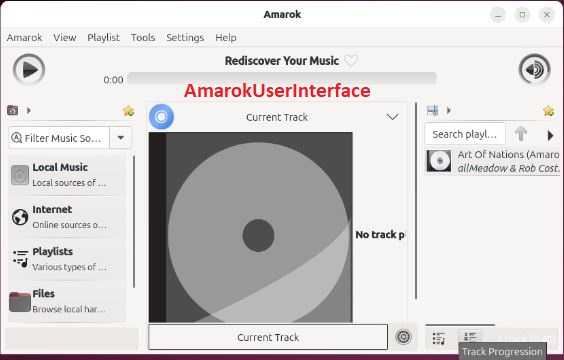 Amarok
Amarok View Playlist Tools Settings Help
Rediscover Your Music
0:00
AmarokUserInterface
Filter Music So...
Local Music
Local sources of ...
Internet
Online sources o...
Playlists
Various types of ...
Files
Browse local har...
Current Track
No track pl
Current Track
Search playl...
Art Of Nations (Amaro
allMeadow & Rob Cost.
Track Progression